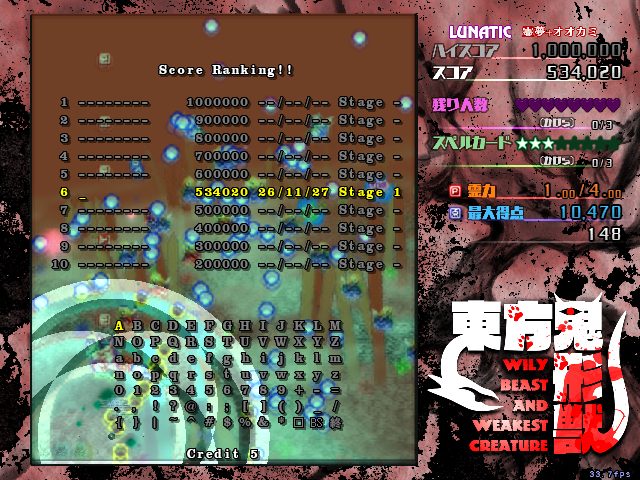 Score Ranking!!
1 -------- 1000000 --/--/-- Stage -
2 -------- 900000 --/--/-- Stage -
3 -------- 800000 --/--/-- Stage -
4 -------- 700000 --/--/-- Stage -
5 -------- 600000 --/--/-- Stage -
6 _ 534020 26/11/27 Stage 1
7 -------- 500000 --/--/-- Stage -
8 -------- 400000 --/--/-- Stage -
9 -------- 300000 --/--/-- Stage -
10 -------- 200000 --/--/-- Stage -
A B C D E F G H I J K L M
N O P Q R S T U V W X Y Z
a b c d e f g h i j k l m
n o p q r s t u v w x y z
0 1 2 3 4 5 6 7 8 9 + - =
. , ! ? @ : ; [ ] ( ) _ /
{ } | ~ ^ # $ % & * □ BS 終
Credit 5
LUNATIC 霊夢+オオカミ
ハイスコア 1,000,000
スコア 534,020
残り人数
(かけら) 0/3
スペルカード ★★★★★★★★
(かけら) 0/3
P 霊力 1.00/4.00
最大得点 10,470
148
東方鬼形獣
WILY
BEAST
AND
WEAKEST
CREATURE
33.7fps